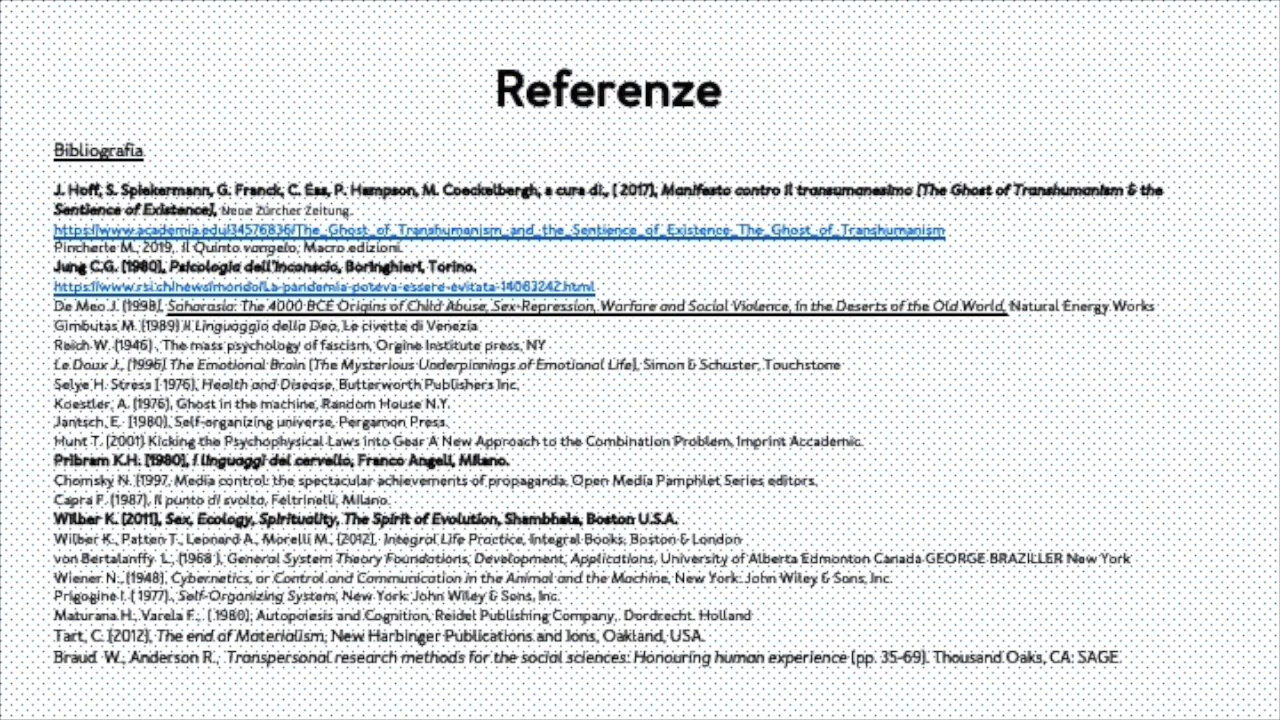 Referenze
Bibliografia
J. Hoff, S. Spiekermann, G. Franck, C. Ess, P. Hampson, M. Coeckelbergh, a cura di., ( 2017), Manifesto contro il transumanesimo [The Ghost of Transhumanism & the
Sentience of Existence], Neue Zürcher Zeitung.
https://www.academia.edu/34576836/The_Ghost_of_Transhumanism_and_the_Sentience_of_Existence_The_Ghost_of_Transhumanism
Pincherle M., 2019, Il Quinto vangelo, Macro edizioni.
Jung C.G. (1980), Psicologia dell'inconscio, Boringhieri, Torino.
https://www.rsi.ch/news/mondo/La-pandemia-poteva-essere-evitata-14063242.html
De Meo J. (1998), Saharasia: The 4000 BCE Origins of Child Abuse, Sex-Repression, Warfare and Social Violence, In the Deserts of the Old World, Natural Energy Works
Gimbutas M. (1989) Il Linguaggio della Dea, Le civette di Venezia
Reich W. (1946) , The mass psychology of fascism, Orgine Institute press, NY
Le Doux J., (1996) The Emotional Brain (The Mysterious Underpinnings of Emotional Life), Simon & Schuster, Touchstone
Selye H. Stress ( 1976), Health and Disease, Butterworth Publishers Inc.
Koestler, A. (1976), Ghost in the machine, Random House N.Y.
Jantsch, E. (1980), Self-organizing universe, Pergamon Press.
Hunt T. (2001) Kicking the Psychophysical Laws into Gear A New Approach to the Combination Problem, Imprint Accademic.
Pribram K.H. (1980), I linguaggi del cervello, Franco Angeli, Milano.
Chomsky N. (1997, Media control: the spectacular achievements of propaganda, Open Media Pamphlet Series editors.
Capra F. (1987), Il punto di svolta, Feltrinelli, Milano.
Wilber K. (2011), Sex, Ecology, Spirituality, The Spirit of Evolution, Shambhala, Boston U.S.A.
Wilber K., Patten T., Leonard A., Morelli M., (2012), Integral Life Practice, Integral Books, Boston & London
von Bertalanffy L., (1968 ), General System Theory Foundations, Development, Applications, University of Alberta Edmonton Canada GEORGE BRAZILLER New York
Wiener N., (1948), Cybernetics, or Control and Communication in the Animal and the Machine, New York: John Wiley & Sons, Inc.
Prigogine I. ( 1977)., Self-Organizing System, New York: John Wiley & Sons, Inc.
Maturana H., Varela F., ( 1980), Autopoiesis and Cognition, Reidel Publishing Company, Dordrecht. Holland
Tart, C. (2012), The end of Materialism, New Harbinger Publications and Ions, Oakland, USA.
Braud W., Anderson R., Transpersonal research methods for the social sciences: Honouring human experience (pp. 35-69). Thousand Oaks, CA: SAGE.